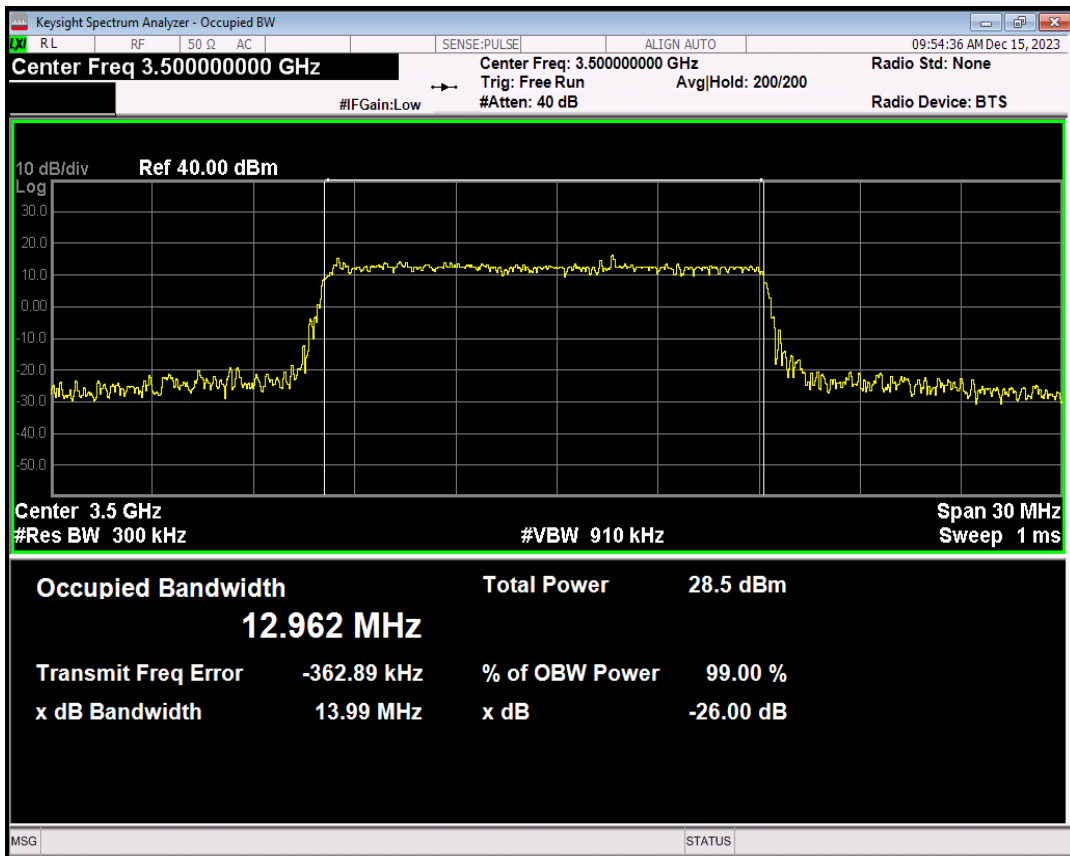 Keysight Spectrum Analyzer - Occupied BW
LXI RL RF 50 Ω AC SENSE:PULSE ALIGN AUTO 09:54:36 AM Dec 15, 2023
Center Freq 3.500000000 GHz Center Freq: 3.500000000 GHz Radio Std: None
Trig: Free Run Avg|Hold: 200/200
#IFGain:Low #Atten: 40 dB Radio Device: BTS
10 dB/div Ref 40.00 dBm
Log
30.0
20.0
10.0
0.00
-10.0
-20.0
-30.0
-40.0
-50.0
Center 3.5 GHz Span 30 MHz
#Res BW 300 kHz #VBW 910 kHz Sweep 1 ms
Occupied Bandwidth Total Power 28.5 dBm
12.962 MHz
Transmit Freq Error -362.89 kHz % of OBW Power 99.00 %
x dB Bandwidth 13.99 MHz x dB -26.00 dB
MSG STATUS